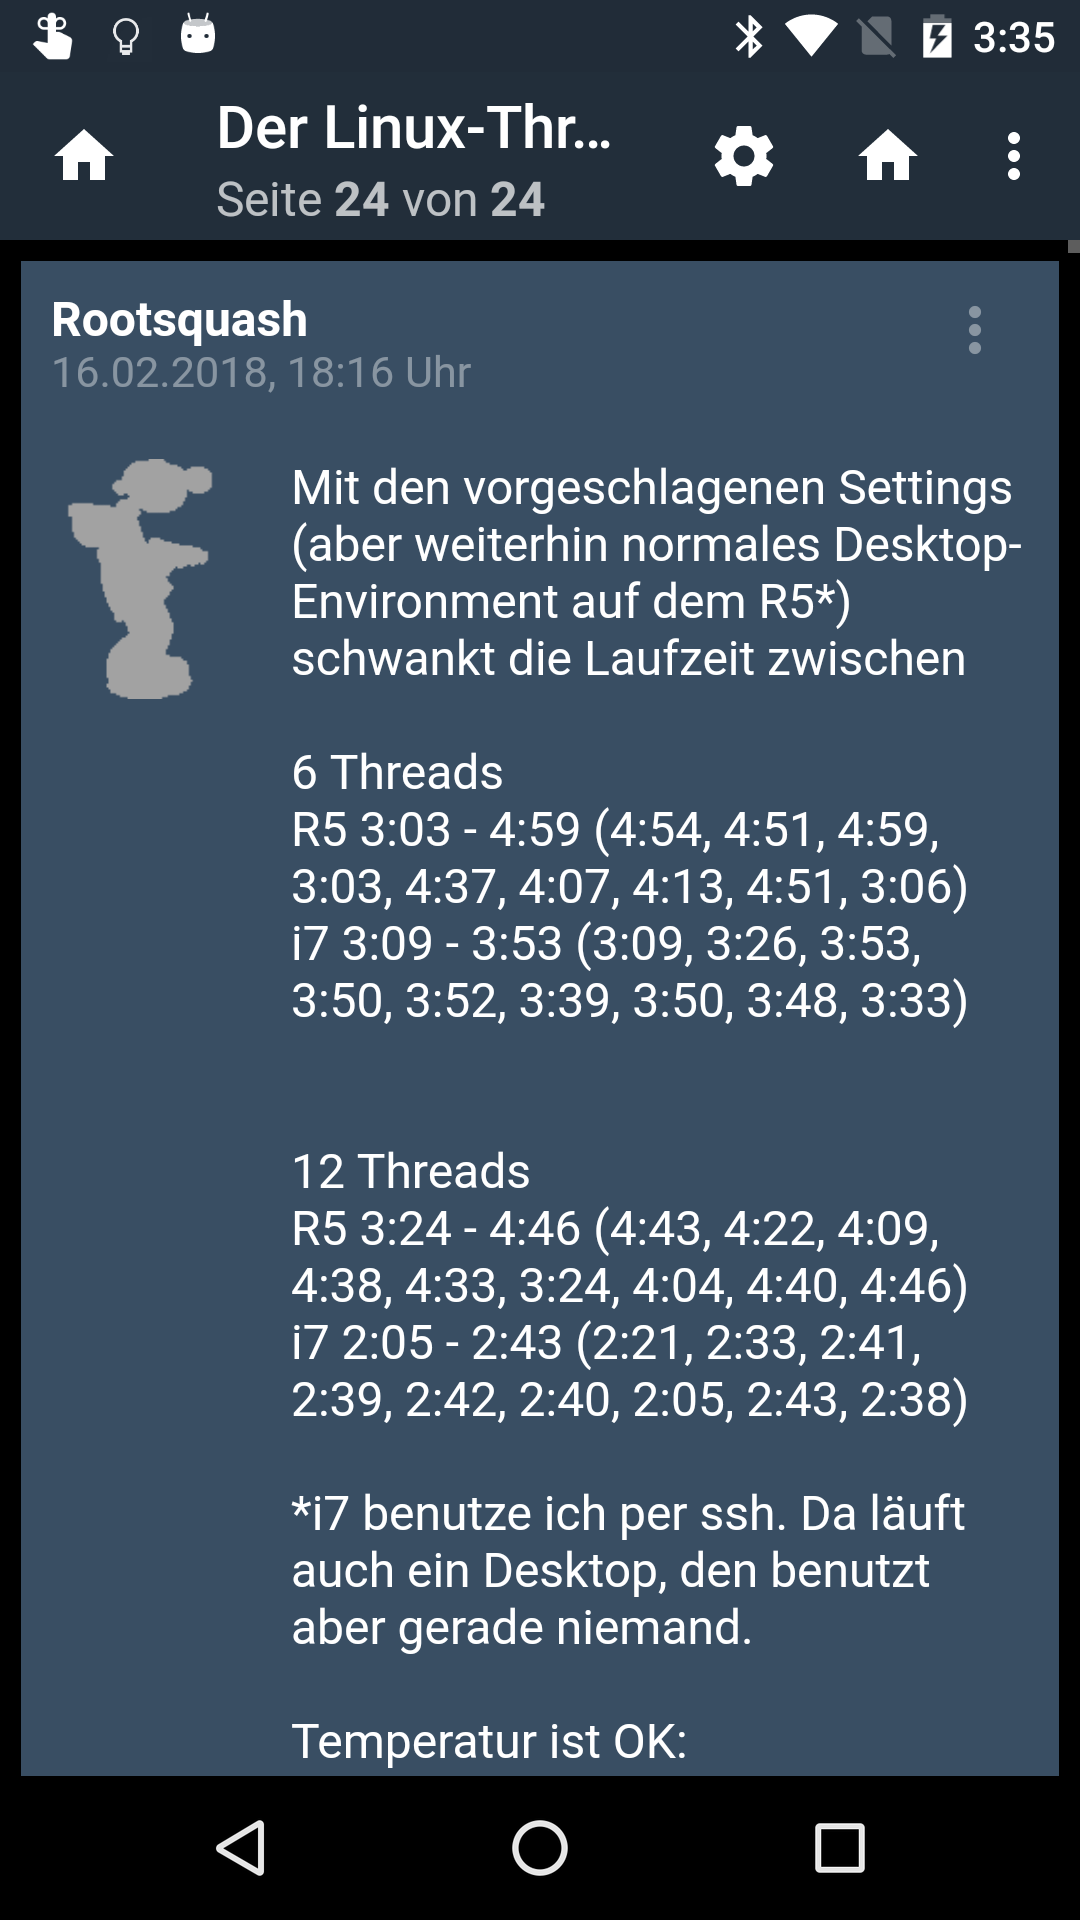 3:35
Der Linux-Thr...
Seite 24 von 24
Rootsquash
16.02.2018, 18:16 Uhr
Mit den vorgeschlagenen Settings
(aber weiterhin normales Desktop-
Environment auf dem R5*)
schwankt die Laufzeit zwischen
6 Threads
R5 3:03 - 4:59 (4:54, 4:51, 4:59,
3:03, 4:37, 4:07, 4:13, 4:51, 3:06)
i7 3:09 - 3:53 (3:09, 3:26, 3:53,
3:50, 3:52, 3:39, 3:50, 3:48, 3:33)
12 Threads
R5 3:24 - 4:46 (4:43, 4:22, 4:09,
4:38, 4:33, 3:24, 4:04, 4:40, 4:46)
i7 2:05 - 2:43 (2:21, 2:33, 2:41,
2:39, 2:42, 2:40, 2:05, 2:43, 2:38)
*i7 benutze ich per ssh. Da läuft
auch ein Desktop, den benutzt
aber gerade niemand.
Temperatur ist OK: